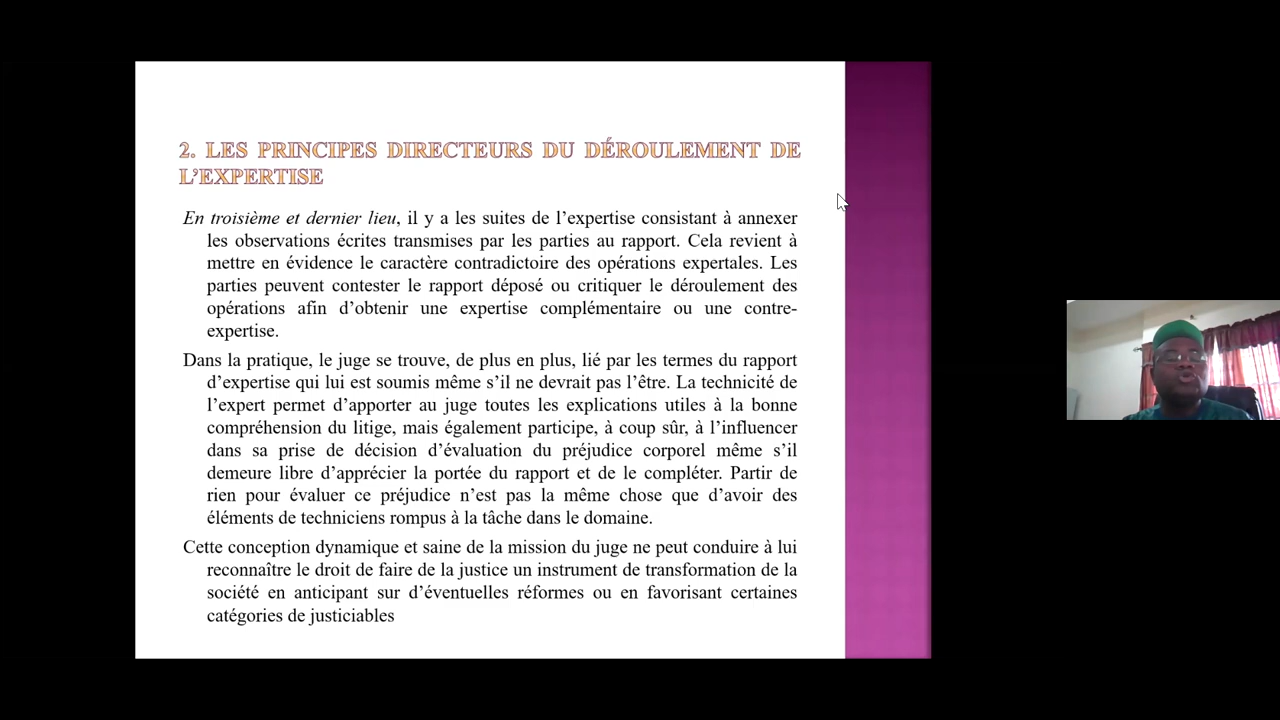 2. LES PRINCIPES DIRECTEURS DU DÉROULEMENT DE
L’EXPERTISE
En troisième et dernier lieu, il y a les suites de l’expertise consistant à annexer
les observations écrites transmises par les parties au rapport. Cela revient à
mettre en évidence le caractère contradictoire des opérations expertales. Les
parties peuvent contester le rapport déposé ou critiquer le déroulement des
opérations afin d’obtenir une expertise complémentaire ou une contre-
expertise.
Dans la pratique, le juge se trouve, de plus en plus, lié par les termes du rapport
d’expertise qui lui est soumis même s’il ne devrait pas l’être. La technicité de
l’expert permet d’apporter au juge toutes les explications utiles à la bonne
compréhension du litige, mais également participe, à coup sûr, à l’influencer
dans sa prise de décision d’évaluation du préjudice corporel même s’il
demeure libre d’apprécier la portée du rapport et de le compléter. Partir de
rien pour évaluer ce préjudice n’est pas la même chose que d’avoir des
éléments de techniciens rompus à la tâche dans le domaine.
Cette conception dynamique et saine de la mission du juge ne peut conduire à lui
reconnaître le droit de faire de la justice un instrument de transformation de la
société en anticipant sur d’éventuelles réformes ou en favorisant certaines
catégories de justiciables